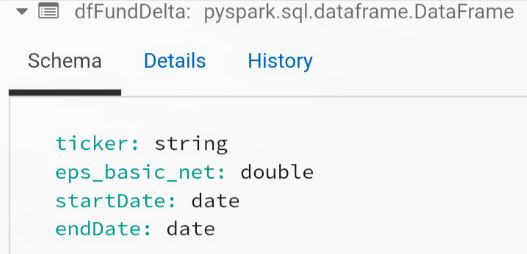 dfFundDelta: pyspark.sql.dataframe.DataFrame
Schema Details History
ticker: string
eps_basic_net: double
startDate: date
endDate: date